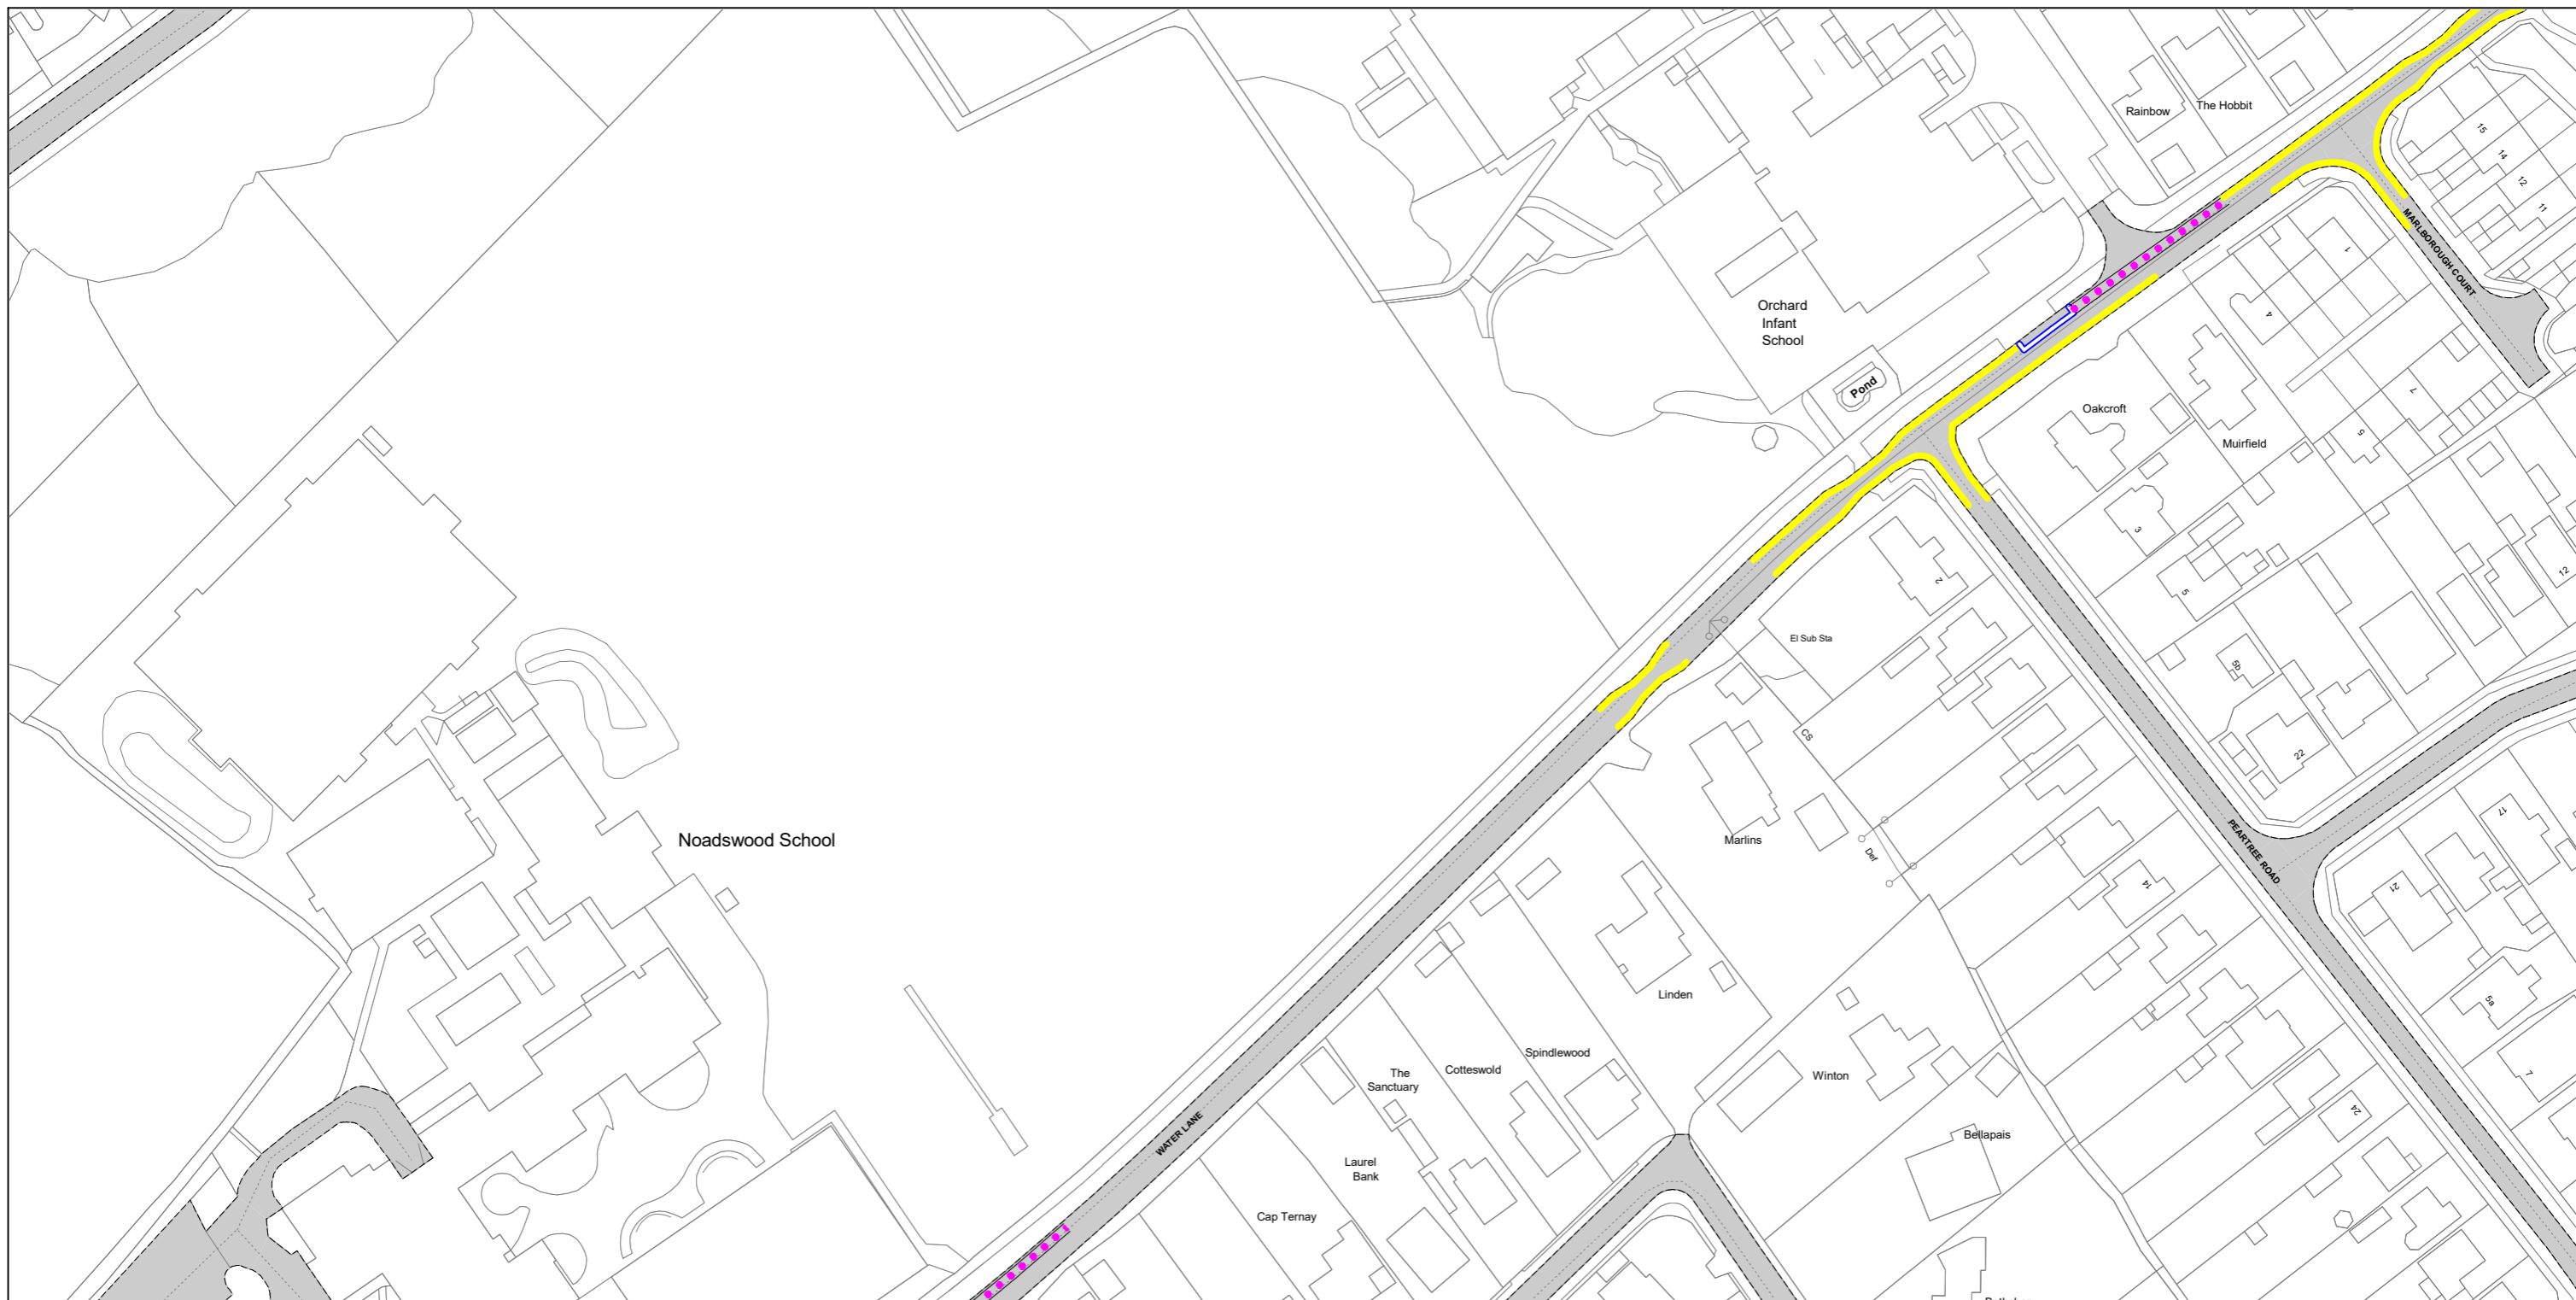 Rainbow
The Hobbit
15
14
12
11
MARLBOROUGH COURT
1
4
7
5
Orchard
Infant
School
Pond
Oakcroft
Muirfield
3
5
12
2
El Sub Sta
5b
22
CS
Marlins
Def
14
PEARTREE ROAD
17
21
5a
7
24
Noadswood School
Linden
Spindlewood
Cotteswold
The
Sanctuary
Winton
Bellapais
WATER LANE
Laurel
Bank
Cap Ternay